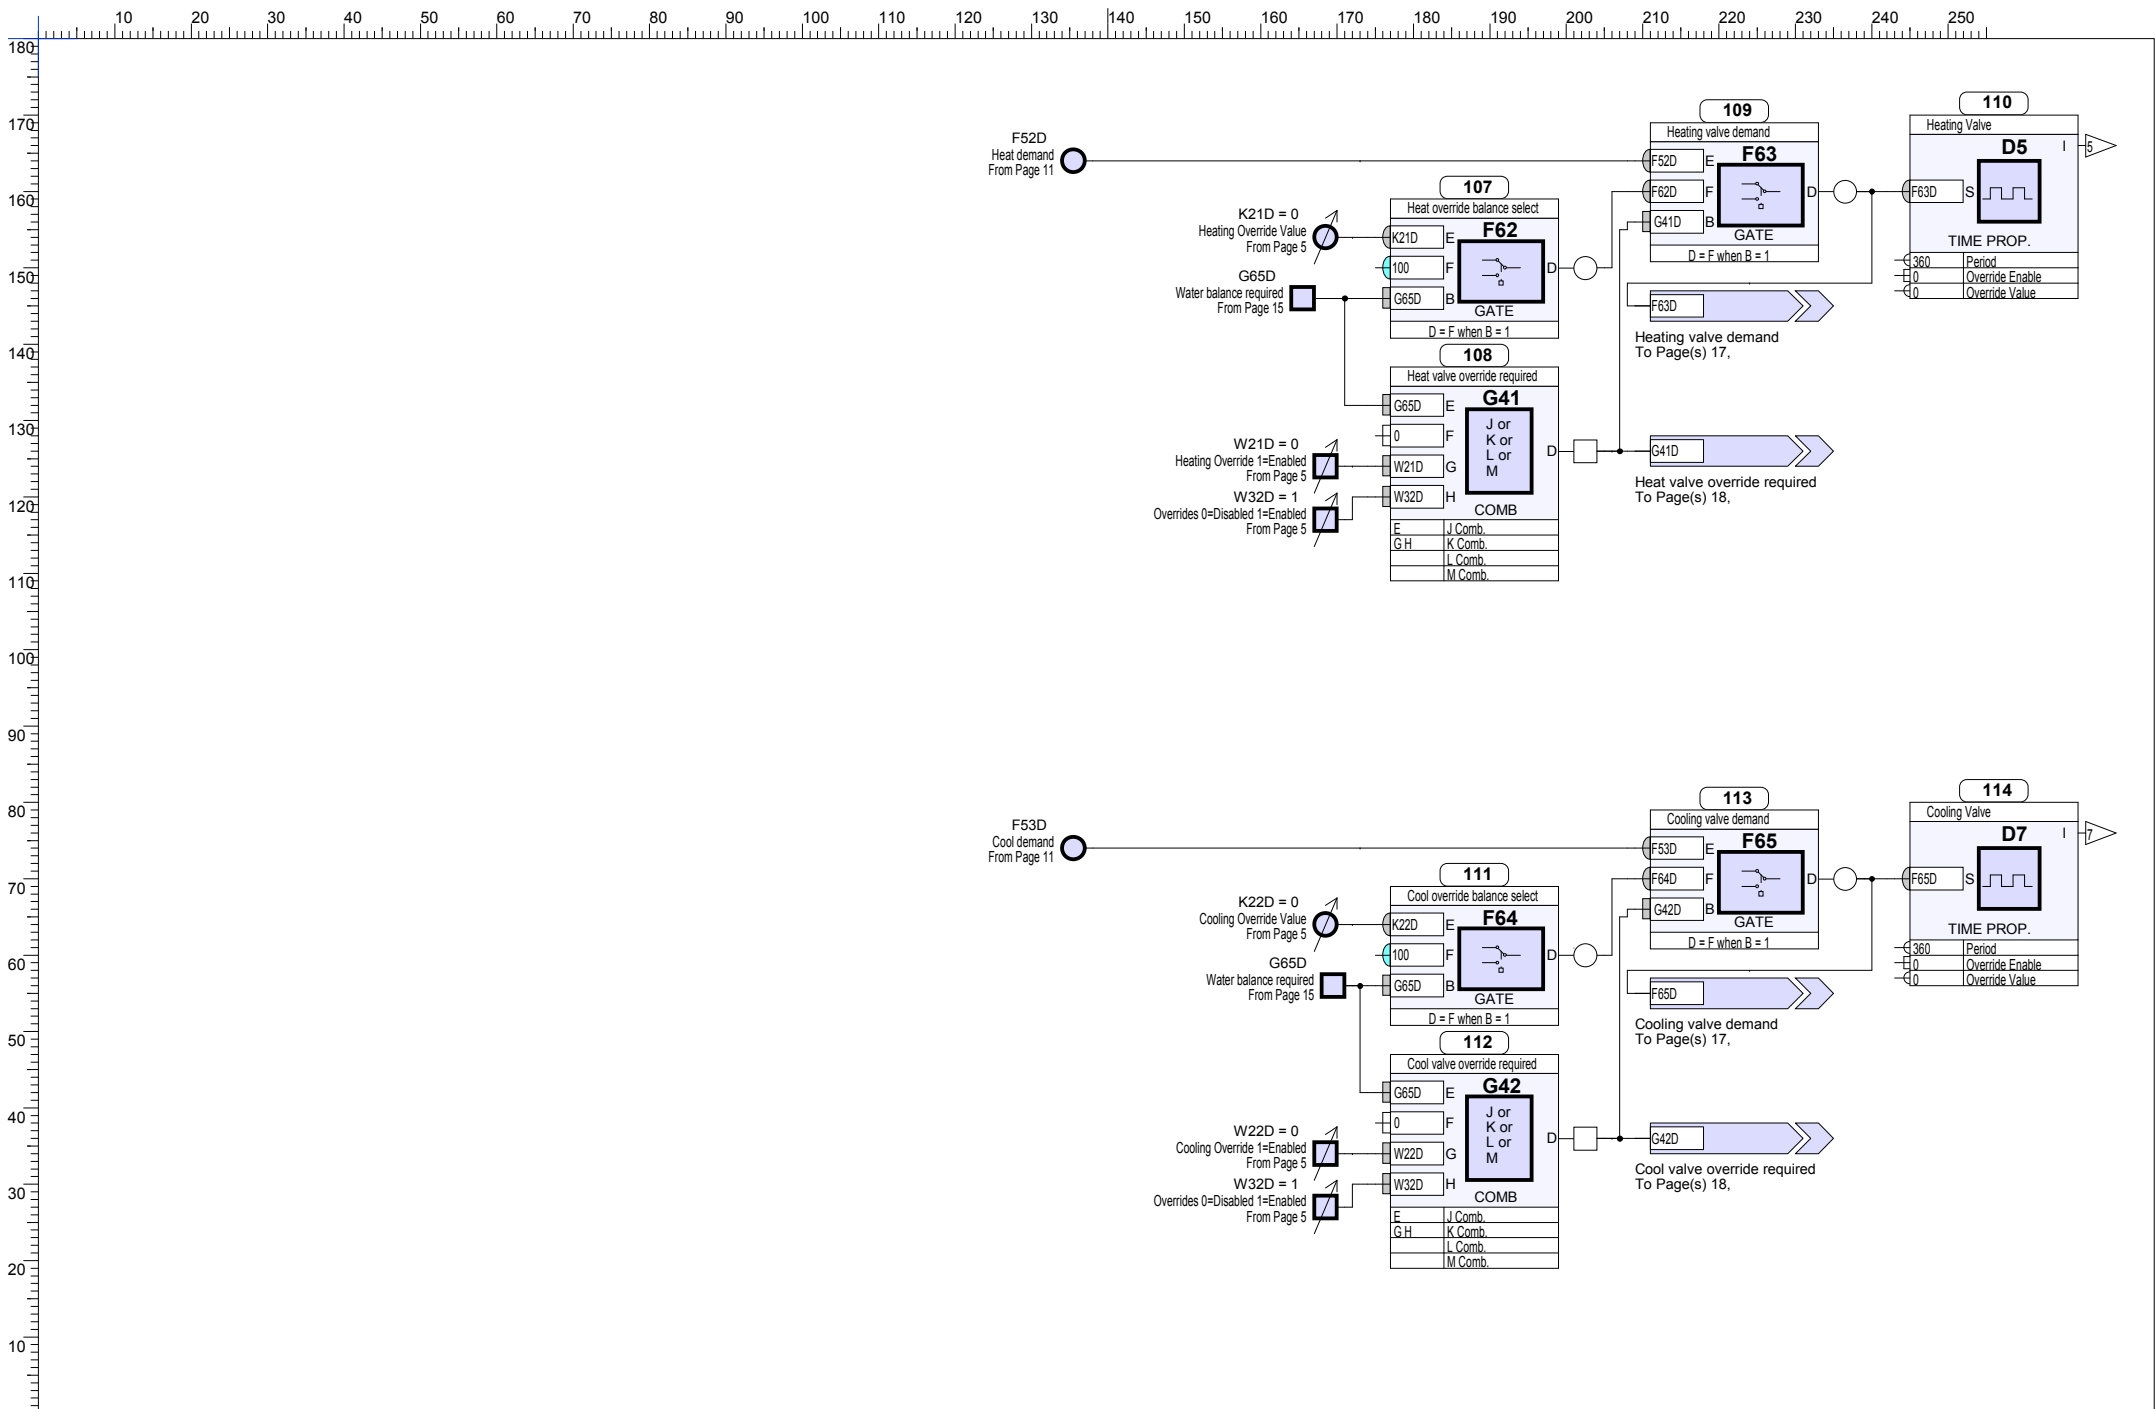 10 20 30 40 50 60 70 80 90 100 110 120 130 140 150 160 170 180 190 200 210 220 230 240 250
180
170
160
150
140
130
120
110
100
90
80
70
60
50
40
30
20
10
F52D
Heat demand
From Page 11
K21D = 0
Heating Override Value
From Page 5
G65D
Water balance required
From Page 15
107
Heat override balance select
F62
K21D E
100 F
D
G65D B
GATE
D = F when B = 1
108
Heat valve override required
G41
G65D E
0 F
W21D G
W32D H
J or
K or
L or
M
D
COMB
E J Comb.
G H K Comb.
L Comb.
M Comb.
W21D = 0
Heating Override 1=Enabled
From Page 5
W32D = 1
Overrides 0=Disabled 1=Enabled
From Page 5
109
Heating valve demand
F63
F52D E
F62D F
D
G41D B
GATE
D = F when B = 1
F63D
Heating valve demand
To Page(s) 17,
G41D
Heat valve override required
To Page(s) 18,
110
Heating Valve
D5
I 5
F63D S
TIME PROP.
360 Period
0 Override Enable
0 Override Value
F53D
Cool demand
From Page 11
K22D = 0
Cooling Override Value
From Page 5
G65D
Water balance required
From Page 15
111
Cool override balance select
F64
K22D E
100 F
D
G65D B
GATE
D = F when B = 1
112
Cool valve override required
G42
G65D E
0 F
W22D G
W32D H
J or
K or
L or
M
D
COMB
E J Comb.
G H K Comb.
L Comb.
M Comb.
W22D = 0
Cooling Override 1=Enabled
From Page 5
W32D = 1
Overrides 0=Disabled 1=Enabled
From Page 5
113
Cooling valve demand
F65
F53D E
F64D F
D
G42D B
GATE
D = F when B = 1
F65D
Cooling valve demand
To Page(s) 17,
G42D
Cool valve override required
To Page(s) 18,
114
Cooling Valve
D7
I 7
F65D S
TIME PROP.
360 Period
0 Override Enable
0 Override Value